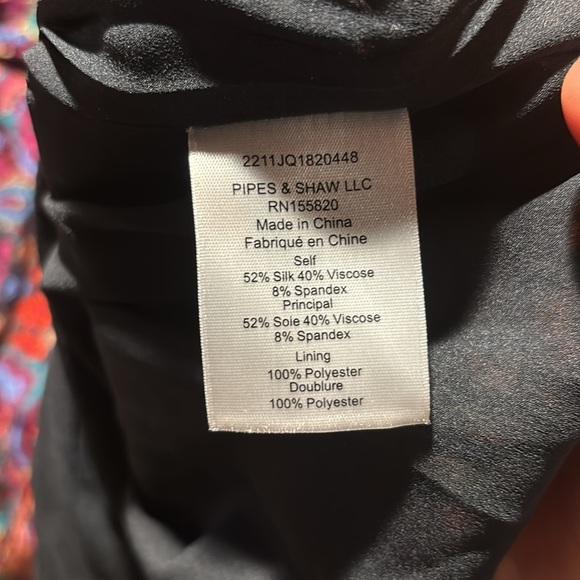 2211JQ1820448
PIPES & SHAW LLC
RN155820
Made in China
Fabriqué en Chine
Self
52% Silk 40% Viscose
8% Spandex
Principal
52% Soie 40% Viscose
8% Spandex
Lining
100% Polyester
Doublure
100% Polyester